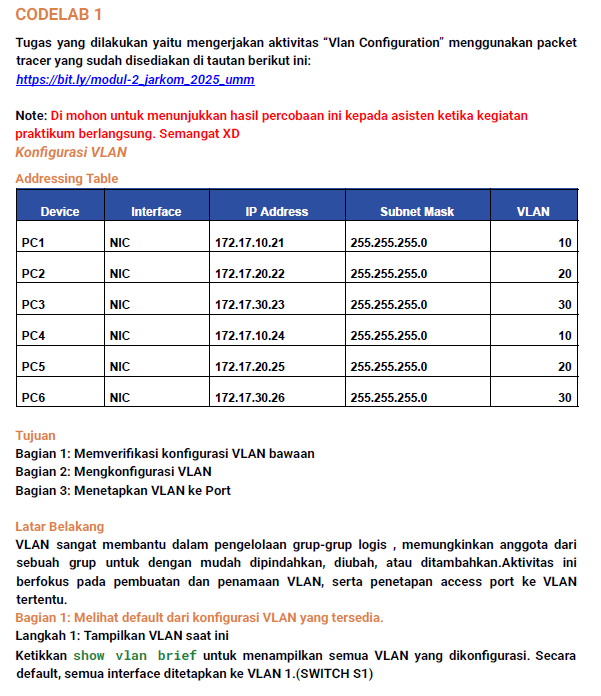 CODELAB 1
Tugas yang dilakukan yaitu mengerjakan aktivitas “Vlan Configuration” menggunakan packet
tracer yang sudah disediakan di tautan berikut ini:
https://bit.ly/modul-2_jarkom_2025_umm
Note: Di mohon untuk menunjukkan hasil percobaan ini kepada asisten ketika kegiatan
praktikum berlangsung. Semangat XD
Konfigurasi VLAN
Addressing Table
Device Interface IP Address Subnet Mask VLAN
PC1 NIC 172.17.10.21 255.255.255.0 10
PC2 NIC 172.17.20.22 255.255.255.0 20
PC3 NIC 172.17.30.23 255.255.255.0 30
PC4 NIC 172.17.10.24 255.255.255.0 10
PC5 NIC 172.17.20.25 255.255.255.0 20
PC6 NIC 172.17.30.26 255.255.255.0 30
Tujuan
Bagian 1: Memverifikasi konfigurasi VLAN bawaan
Bagian 2: Mengkonfigurasi VLAN
Bagian 3: Menetapkan VLAN ke Port
Latar Belakang
VLAN sangat membantu dalam pengelolaan grup-grup logis , memungkinkan anggota dari
sebuah grup untuk dengan mudah dipindahkan, diubah, atau ditambahkan.Aktivitas ini
berfokus pada pembuatan dan penamaan VLAN, serta penetapan access port ke VLAN
tertentu.
Bagian 1: Melihat default dari konfigurasi VLAN yang tersedia.
Langkah 1: Tampilkan VLAN saat ini
Ketikkan show vlan brief untuk menampilkan semua VLAN yang dikonfigurasi. Secara
default, semua interface ditetapkan ke VLAN 1.(SWITCH S1)